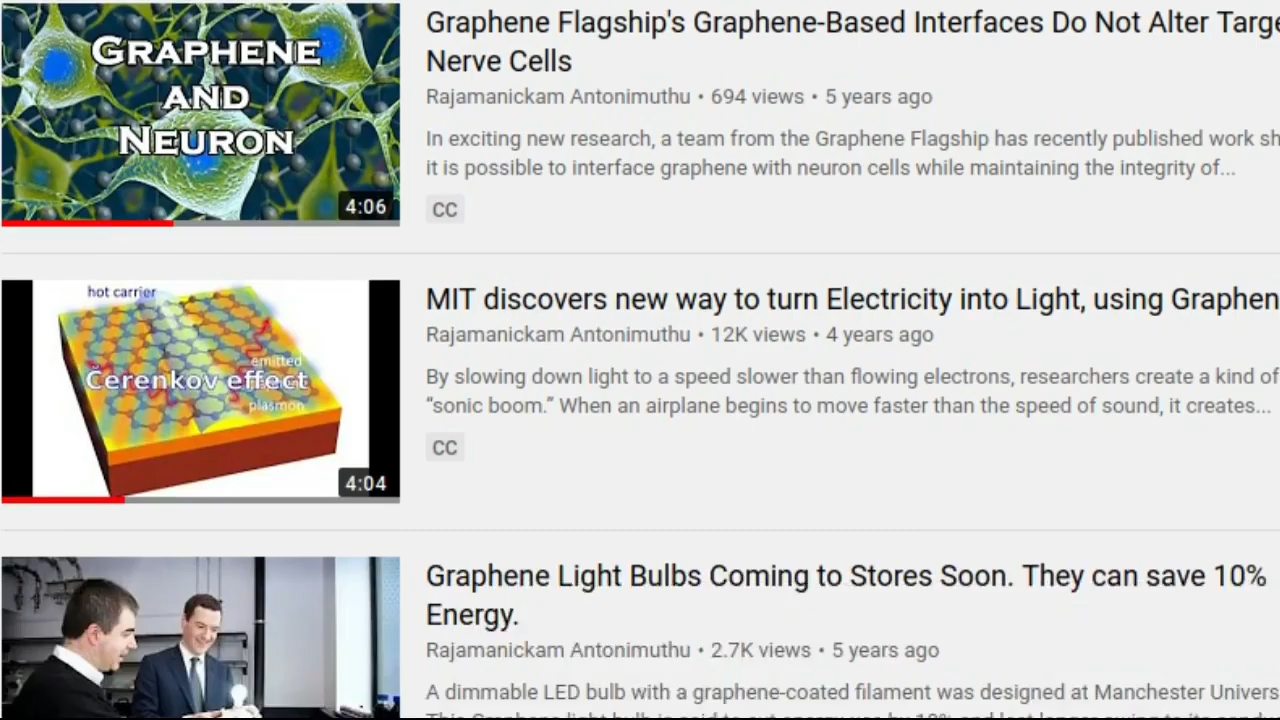 GRAPHENE
AND
NEURON
4:06
Graphene Flagship's Graphene-Based Interfaces Do Not Alter Targe
Nerve Cells
Rajamanickam Antonimuthu • 694 views • 5 years ago
In exciting new research, a team from the Graphene Flagship has recently published work sh
it is possible to interface graphene with neuron cells while maintaining the integrity of...
CC
hot carrier
emitted
Čerenkov effect
plasmon
4:04
MIT discovers new way to turn Electricity into Light, using Graphen
Rajamanickam Antonimuthu • 12K views • 4 years ago
By slowing down light to a speed slower than flowing electrons, researchers create a kind of
“sonic boom.” When an airplane begins to move faster than the speed of sound, it creates...
CC
Graphene Light Bulbs Coming to Stores Soon. They can save 10%
Energy.
Rajamanickam Antonimuthu • 2.7K views • 5 years ago
A dimmable LED bulb with a graphene-coated filament was designed at Manchester Univers